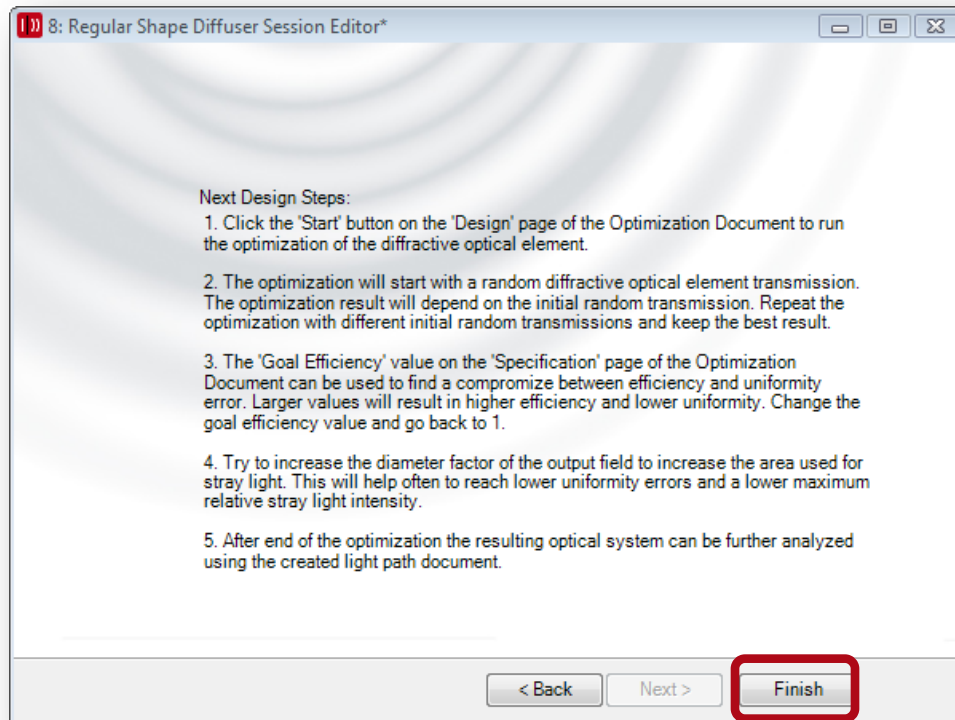 8: Regular Shape Diffuser Session Editor*
Next Design Steps:
1. Click the 'Start' button on the 'Design' page of the Optimization Document to run
the optimization of the diffractive optical element.
2. The optimization will start with a random diffractive optical element transmission.
The optimization result will depend on the initial random transmission. Repeat the
optimization with different initial random transmissions and keep the best result.
3. The 'Goal Efficiency' value on the 'Specification' page of the Optimization
Document can be used to find a compromize between efficiency and uniformity
error. Larger values will result in higher efficiency and lower uniformity. Change the
goal efficiency value and go back to 1.
4. Try to increase the diameter factor of the output field to increase the area used for
stray light. This will help often to reach lower uniformity errors and a lower maximum
relative stray light intensity.
5. After end of the optimization the resulting optical system can be further analyzed
using the created light path document.
< Back Next > Finish